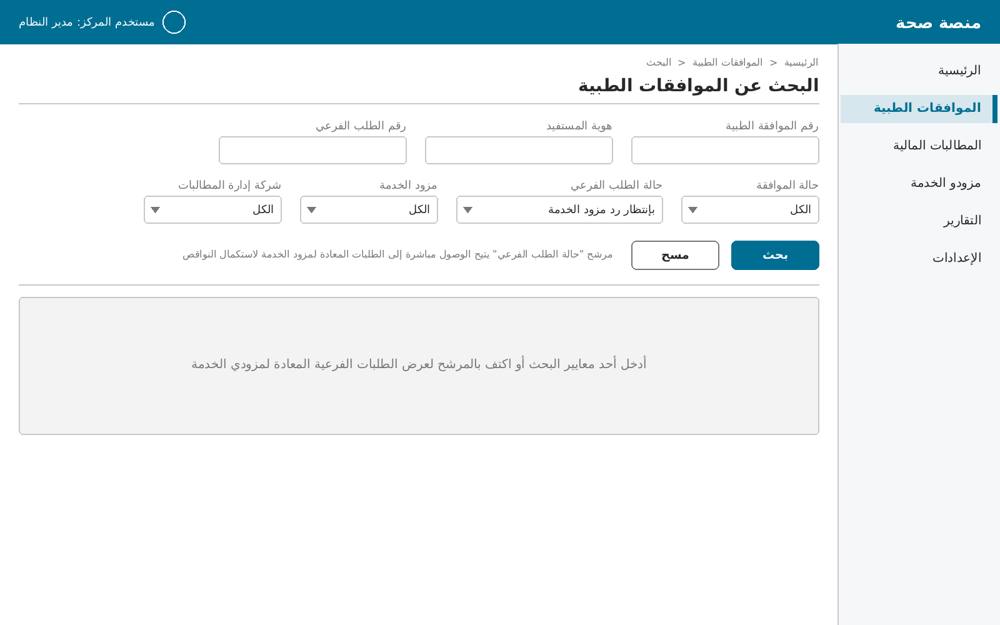 منصة صحة
مستخدم المركز: مدير النظام
الرئيسية
الموافقات الطبية
المطالبات المالية
مزودو الخدمة
التقارير
الإعدادات
الرئيسية > الموافقات الطبية > البحث
البحث عن الموافقات الطبية
رقم الموافقة الطبية
هوية المستفيد
رقم الطلب الفرعي
حالة الموافقة
حالة الطلب الفرعي
مزود الخدمة
شركة إدارة المطالبات
الكل
بإنتظار رد مزود الخدمة
الكل
الكل
بحث
مسح
مرشح "حالة الطلب الفرعي" يتيح الوصول مباشرة إلى الطلبات المعادة لمزود الخدمة لاستكمال النواقص
أدخل أحد معايير البحث أو اكتف بالمرشح لعرض الطلبات الفرعية المعادة لمزودي الخدمة